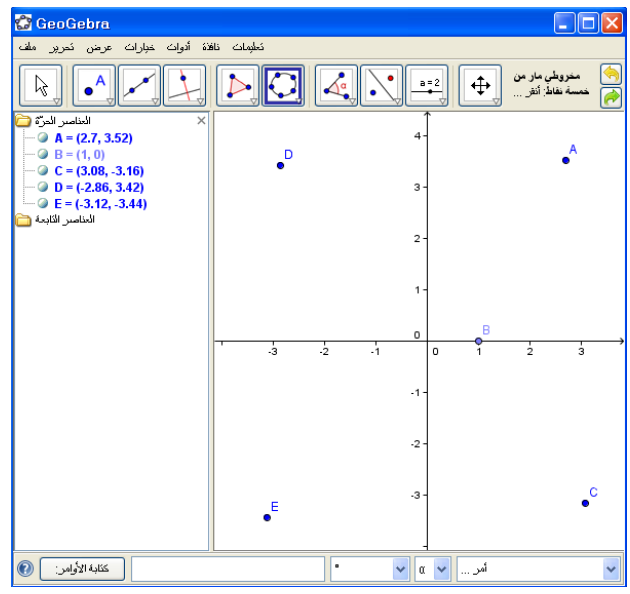 GeoGebra
ملف تحرير عرض خيارات أدوات نافذة تعليمات
A
α
a = 2
مخروطي مار من
خمسة نقاط: أنقر ...
العناصر الحرّة
A = (2.7, 3.52)
B = (1, 0)
C = (3.08, -3.16)
D = (-2.86, 3.42)
E = (-3.12, -3.44)
العناصر التابعة
4
D
A
3
2
1
0
B
-3 -2 -1 0 1 2 3
-1
-2
-3
C
E
كتابة الأوامر:
°
α
أمر ...